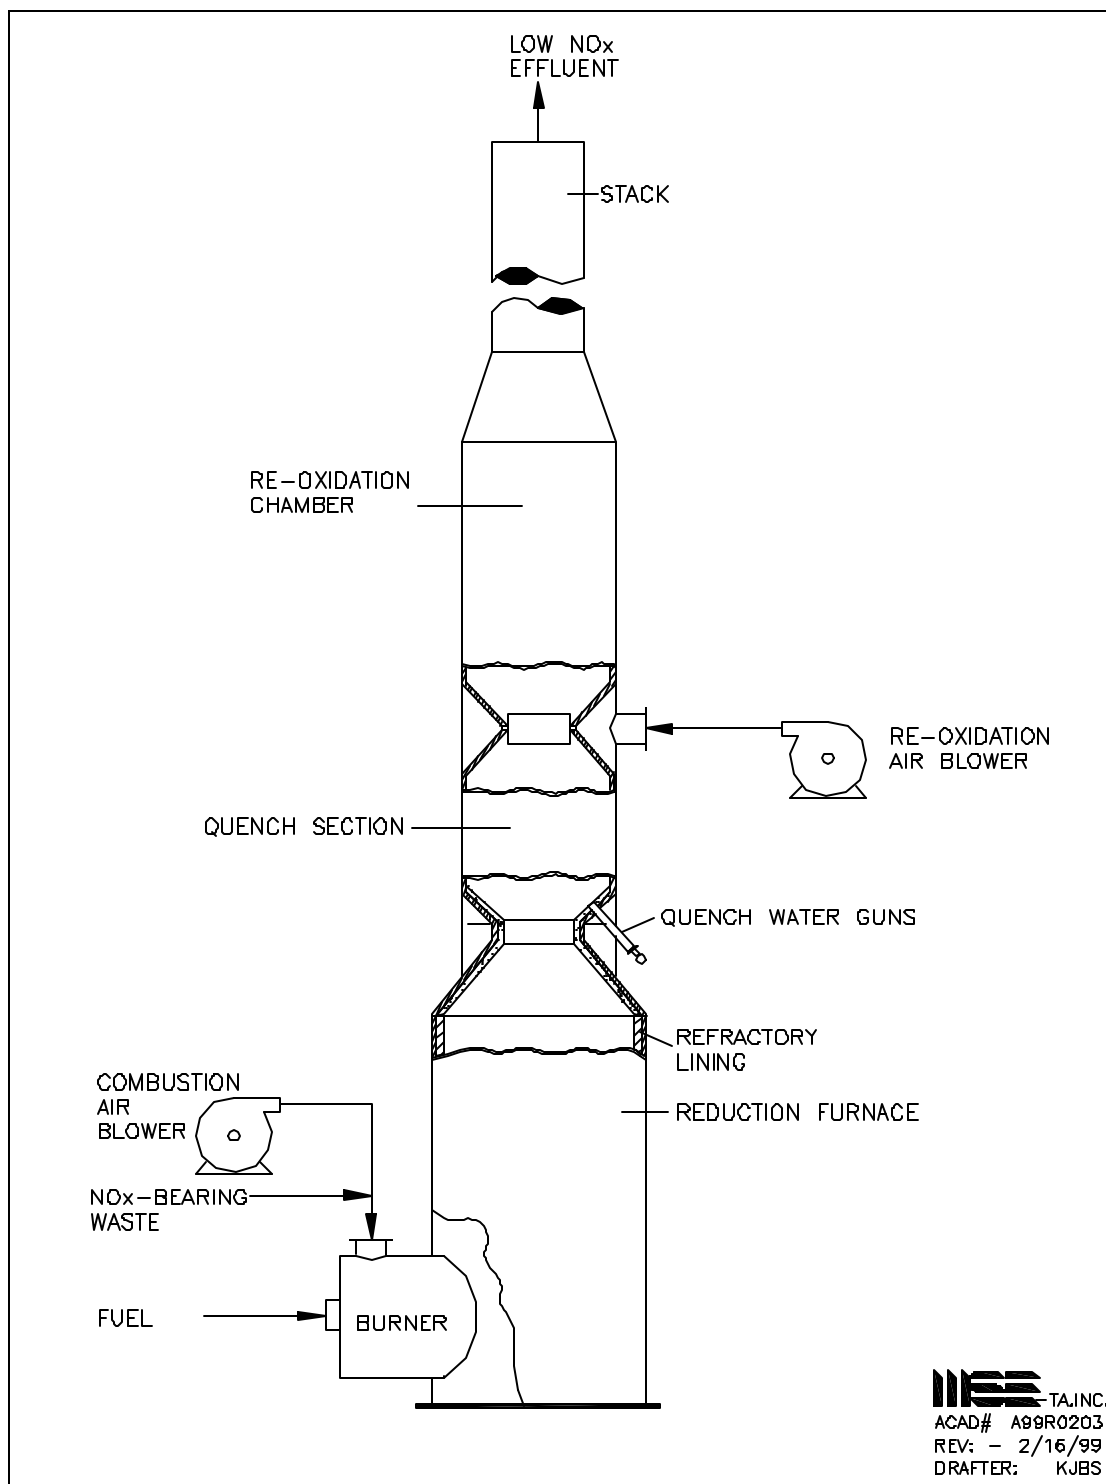 LOW NOx
EFFLUENT
STACK
RE-OXIDATION
CHAMBER
RE-OXIDATION
AIR BLOWER
QUENCH SECTION
QUENCH WATER GUNS
REFRACTORY
LINING
COMBUSTION
AIR
BLOWER
REDUCTION FURNACE
NOx-BEARING
WASTE
FUEL
BURNER
MSE-TA,INC.
ACAD# A99R0203
REV: - 2/16/99
DRAFTER: KJBS